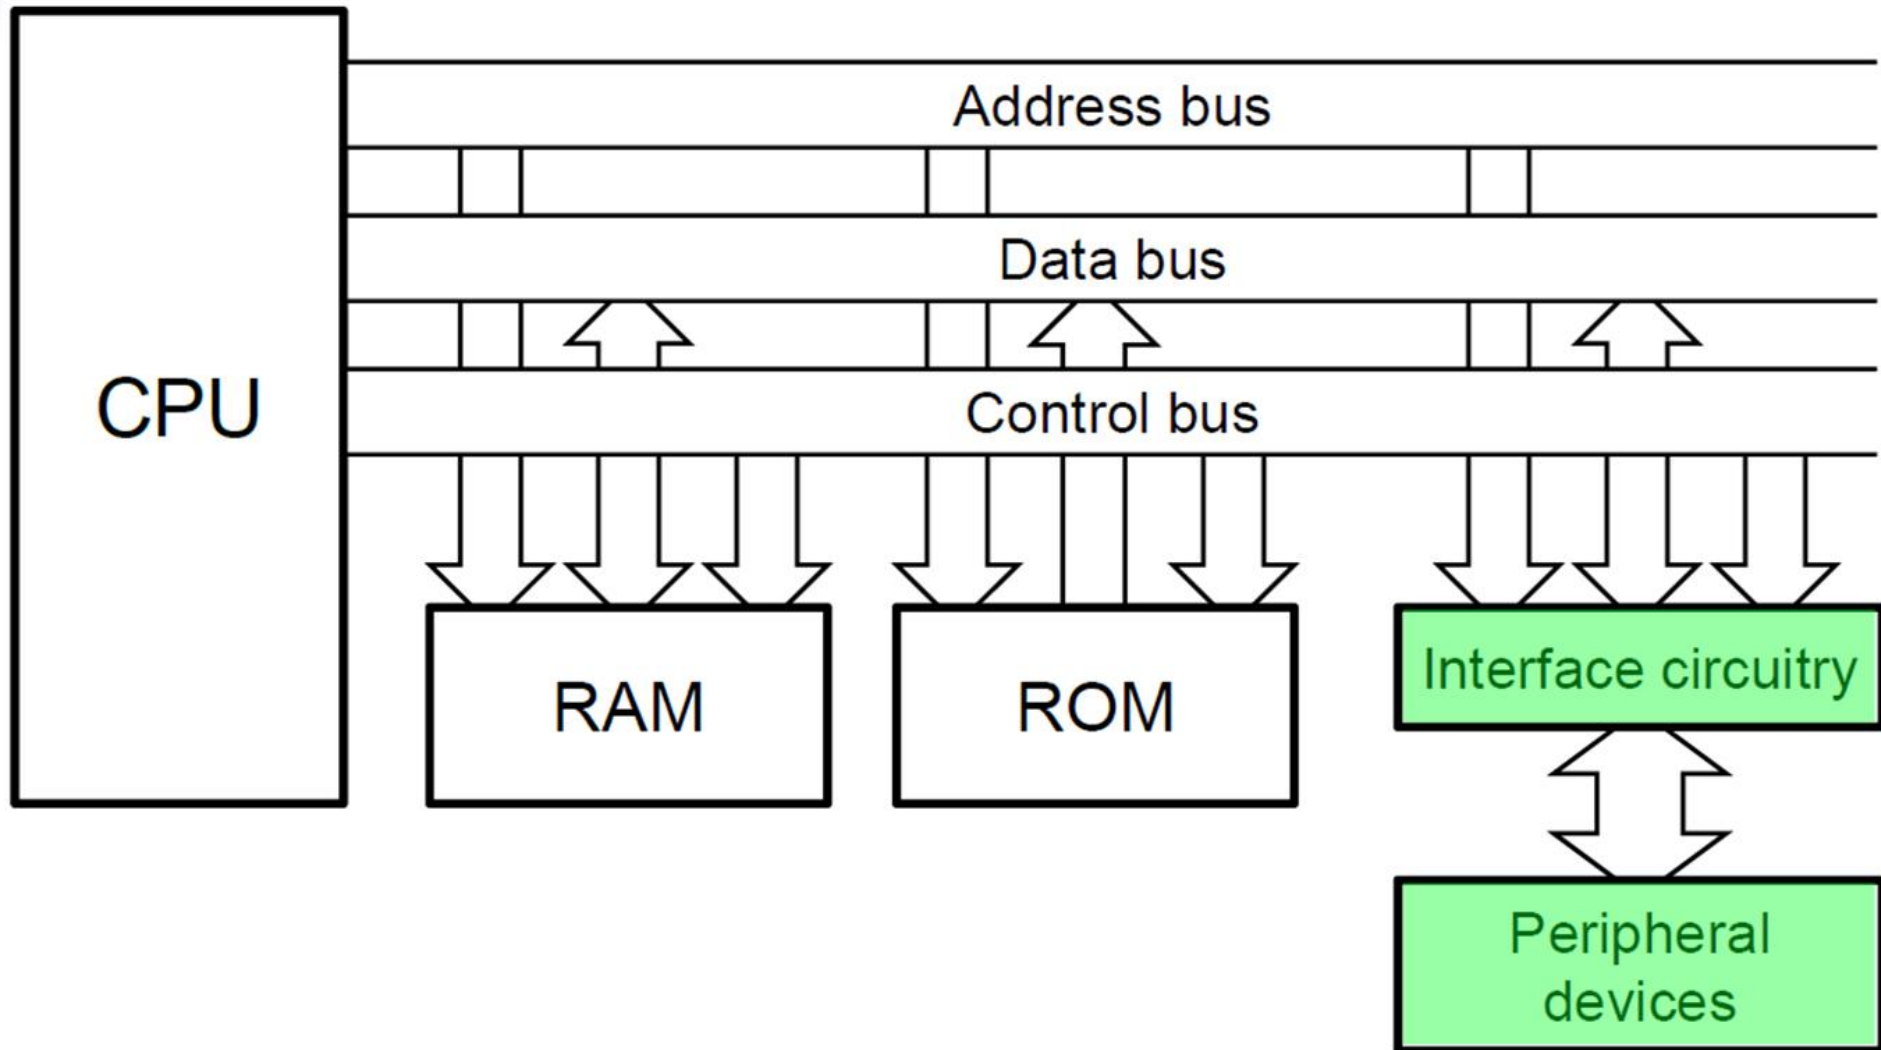 Address bus
Data bus
Control bus
CPU
RAM
ROM
Interface circuitry
Peripheral
devices